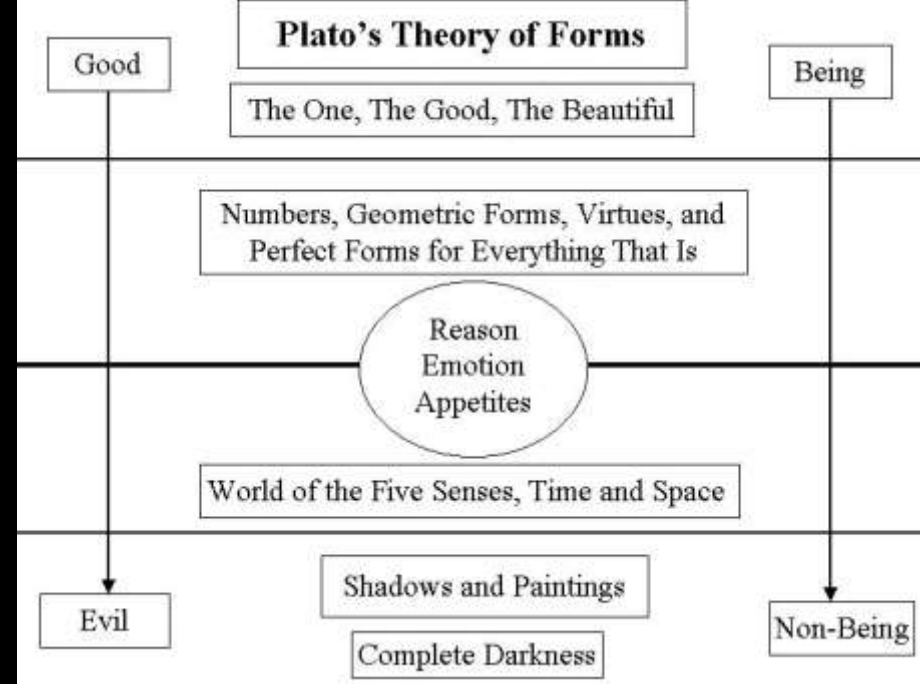 Plato's Theory of Forms
Good
Being
The One, The Good, The Beautiful
Numbers, Geometric Forms, Virtues, and
Perfect Forms for Everything That Is
Reason
Emotion
Appetites
World of the Five Senses, Time and Space
Shadows and Paintings
Evil
Non-Being
Complete Darkness